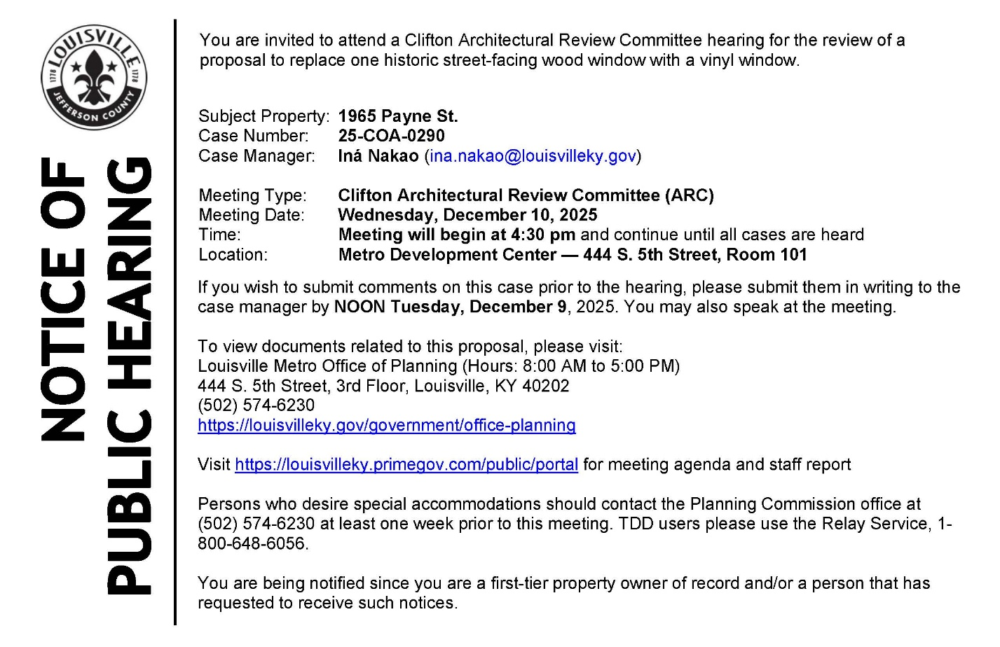 LOUISVILLE
1778
1778
JEFFERSON COUNTY
NOTICE OF
PUBLIC HEARING
You are invited to attend a Clifton Architectural Review Committee hearing for the review of a
proposal to replace one historic street-facing wood window with a vinyl window.
Subject Property: 1965 Payne St.
Case Number: 25-COA-0290
Case Manager: Iná Nakao (ina.nakao@louisvilleky.gov)
Meeting Type: Clifton Architectural Review Committee (ARC)
Meeting Date: Wednesday, December 10, 2025
Time: Meeting will begin at 4:30 pm and continue until all cases are heard
Location: Metro Development Center — 444 S. 5th Street, Room 101
If you wish to submit comments on this case prior to the hearing, please submit them in writing to the
case manager by NOON Tuesday, December 9, 2025. You may also speak at the meeting.
To view documents related to this proposal, please visit:
Louisville Metro Office of Planning (Hours: 8:00 AM to 5:00 PM)
444 S. 5th Street, 3rd Floor, Louisville, KY 40202
(502) 574-6230
https://louisvilleky.gov/government/office-planning
Visit https://louisvilleky.primegov.com/public/portal for meeting agenda and staff report
Persons who desire special accommodations should contact the Planning Commission office at
(502) 574-6230 at least one week prior to this meeting. TDD users please use the Relay Service, 1-
800-648-6056.
You are being notified since you are a first-tier property owner of record and/or a person that has
requested to receive such notices.